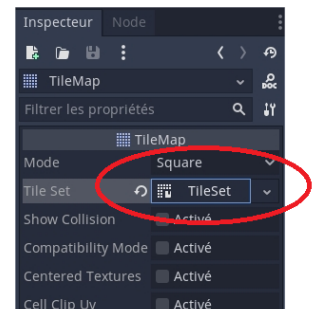 Inspecteur Node
TileMap DOC
Filtrer les propriétés
TileMap
Mode Square
Tile Set TileSet
Show Collision Activé
Compatibility Mode Activé
Centered Textures Activé
Cell Clip Uv Activé